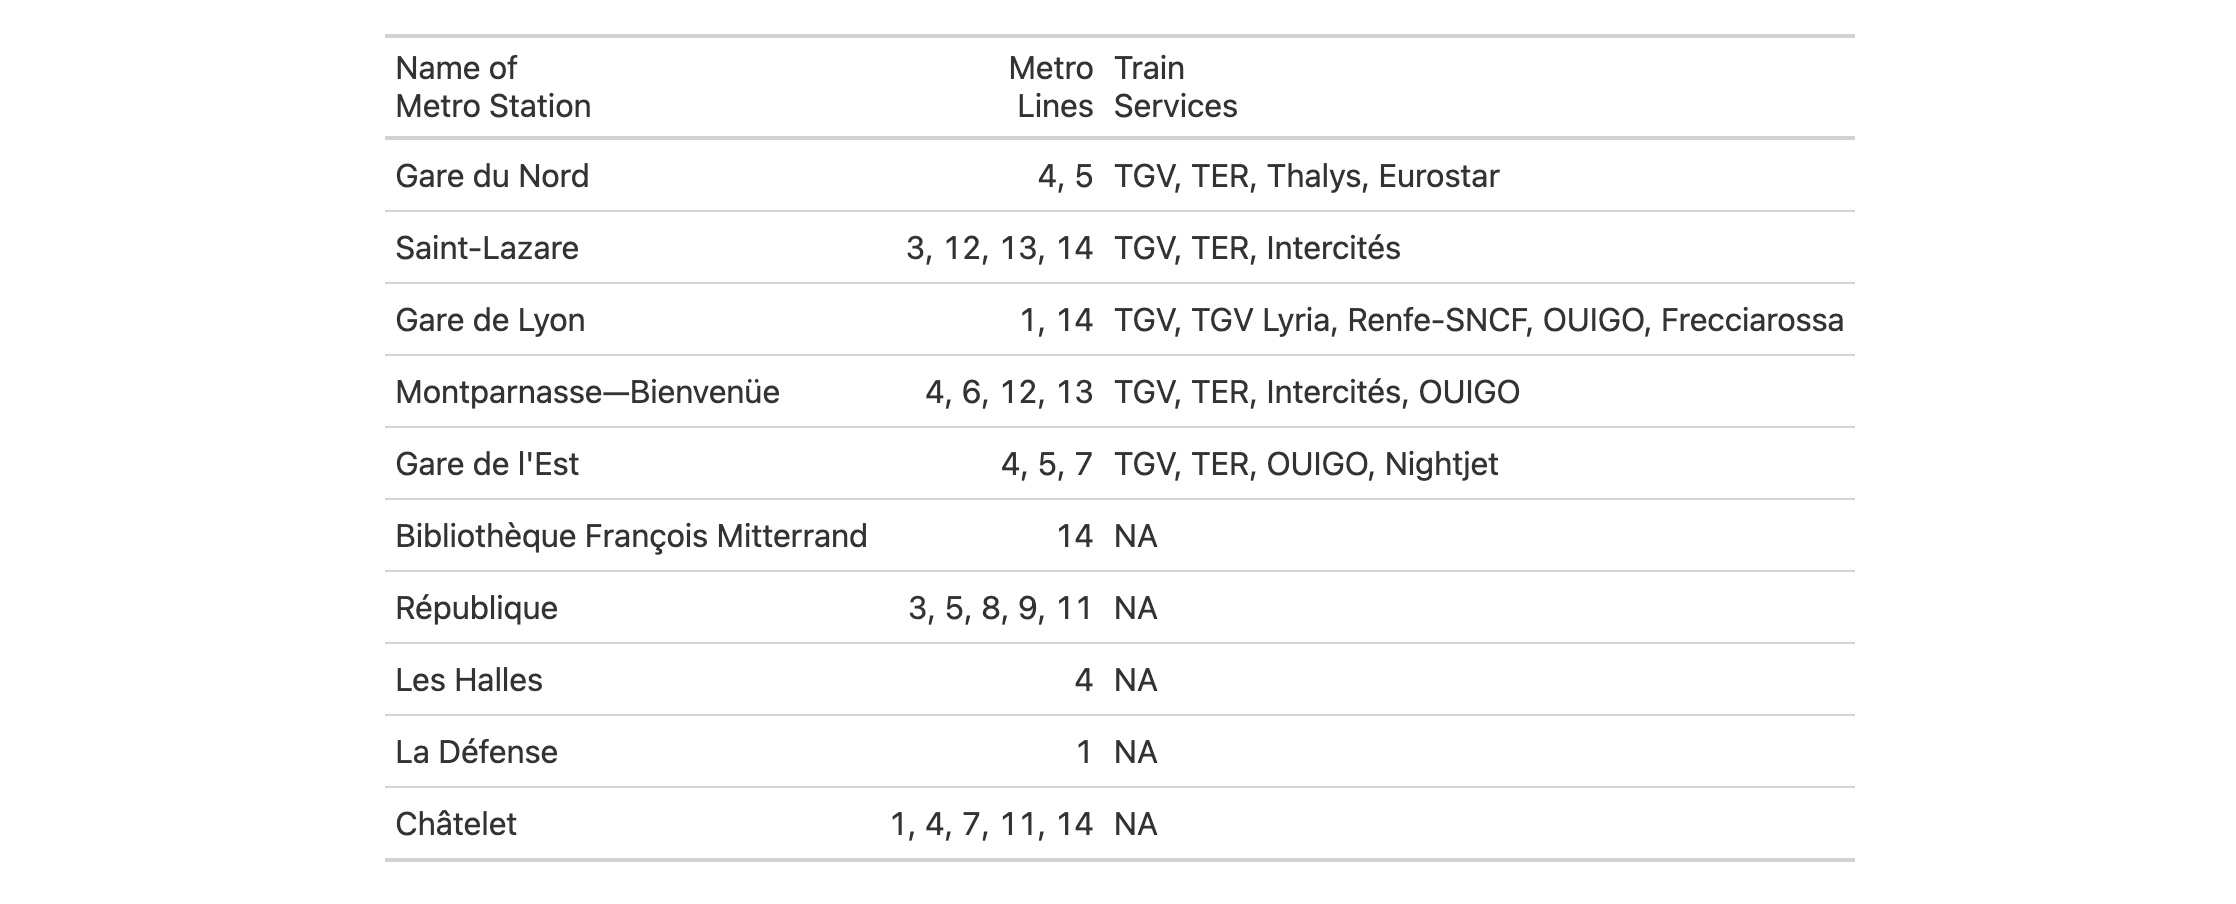 Name of Metro Lines Train Services
Metro Station
Gare du Nord 4, 5 TGV, TER, Thalys, Eurostar
Saint-Lazare 3, 12, 13, 14 TGV, TER, Intercités
Gare de Lyon 1, 14 TGV, TGV Lyria, Renfe-SNCF, OUIGO, Frecciarossa
Montparnasse—Bienvenüe 4, 6, 12, 13 TGV, TER, Intercités, OUIGO
Gare de l'Est 4, 5, 7 TGV, TER, OUIGO, Nightjet
Bibliothèque François Mitterrand 14 NA
République 3, 5, 8, 9, 11 NA
Les Halles 4 NA
La Défense 1 NA
Châtelet 1, 4, 7, 11, 14 NA